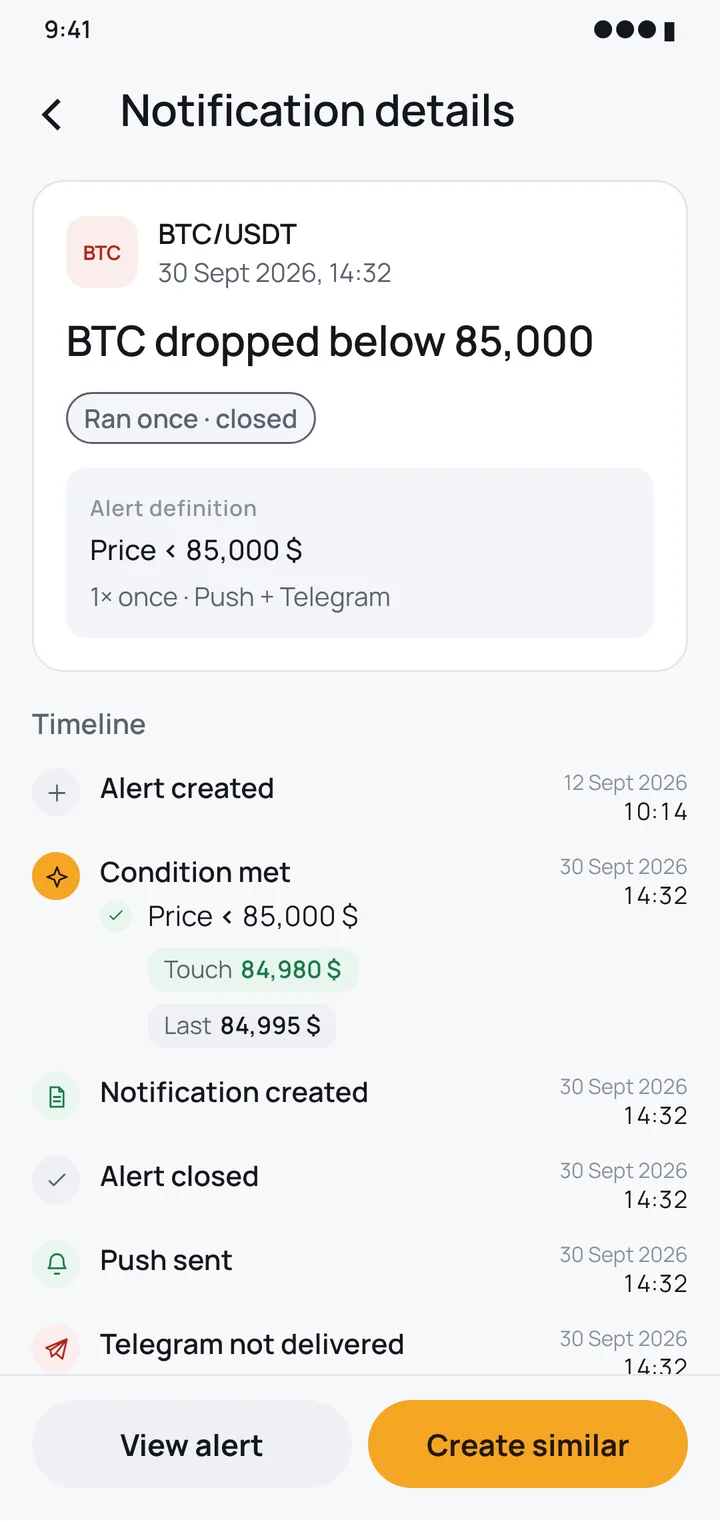 9:41
Notification details
BTC
BTC/USDT
30 Sept 2026, 14:32
BTC dropped below 85,000
Ran once · closed
Alert definition
Price < 85,000 $
1× once · Push + Telegram
Timeline
Alert created
12 Sept 2026
10:14
Condition met
30 Sept 2026
14:32
Price < 85,000 $
Touch 84,980 $
Last 84,995 $
Notification created
30 Sept 2026
14:32
Alert closed
30 Sept 2026
14:32
Push sent
30 Sept 2026
14:32
Telegram not delivered
30 Sept 2026
14:32
View alert
Create similar